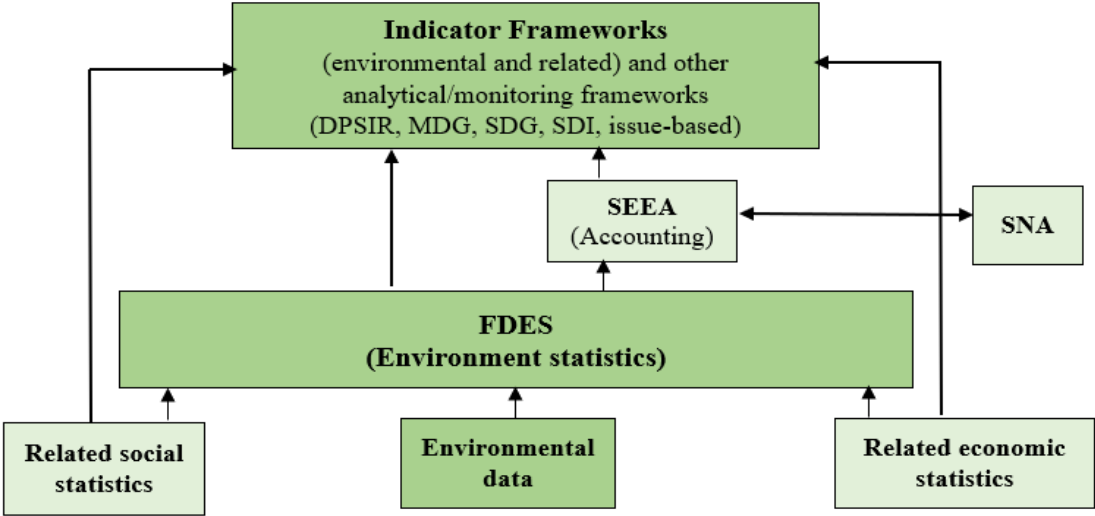 Indicator Frameworks
(environmental and related) and other
analytical/monitoring frameworks
(DPSIR, MDG, SDG, SDI, issue-based)
SEEA
(Accounting)
SNA
FDES
(Environment statistics)
Related social
statistics
Environmental
data
Related economic
statistics